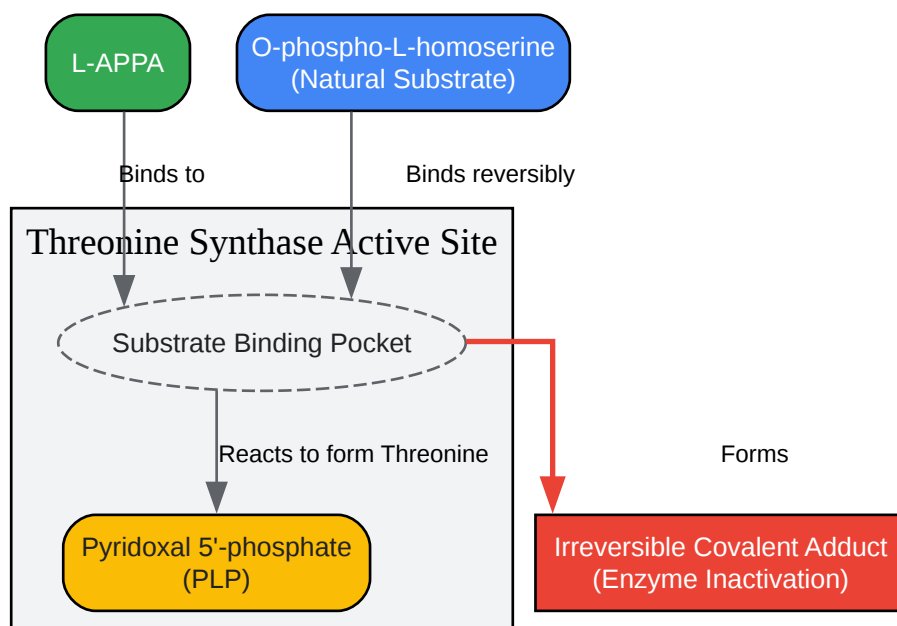 L-APPA
O-phospho-L-homoserine
(Natural Substrate)
Binds to
Binds reversibly
Threonine Synthase Active Site
Substrate Binding Pocket
Reacts to form Threonine
Forms
Pyridoxal 5'-phosphate
(PLP)
Irreversible Covalent Adduct
(Enzyme Inactivation)